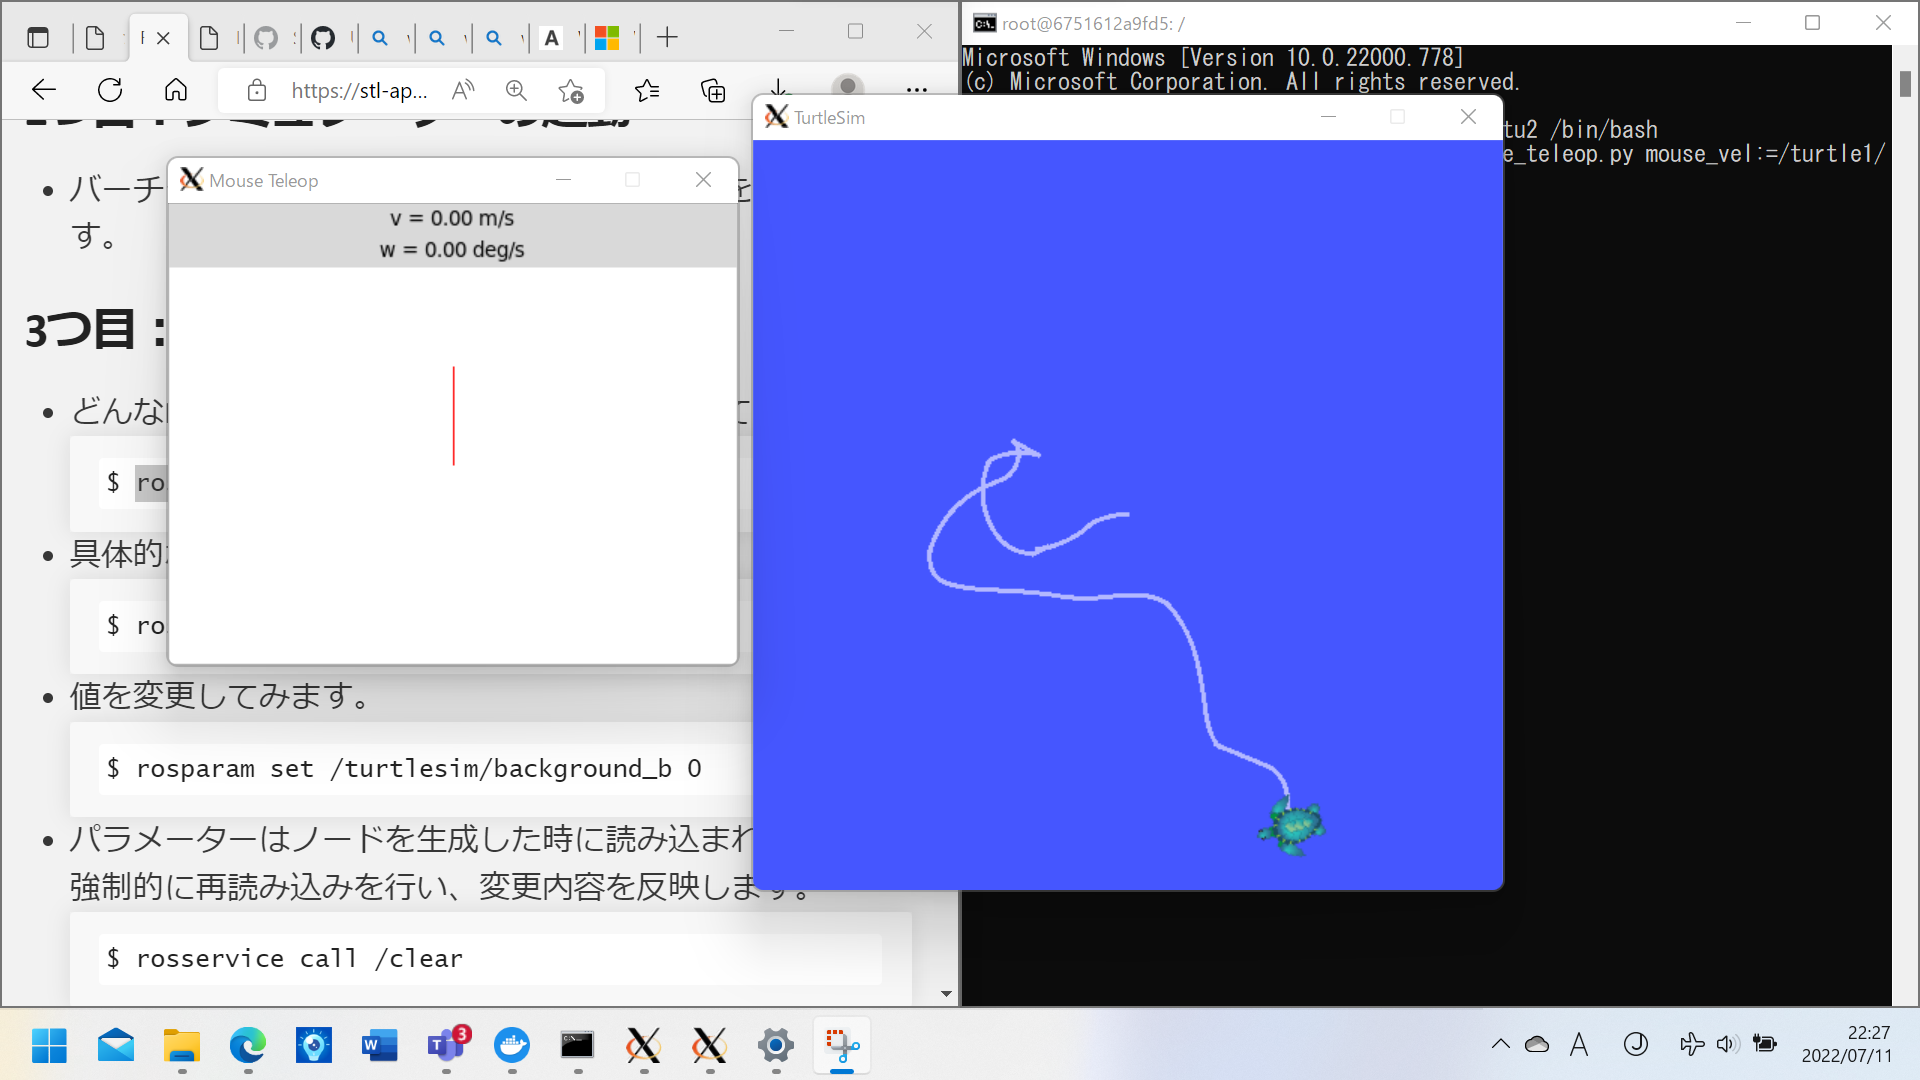 https://stl-ap...
バーチ
す。
3つ目：
どんな
$ ro
具体的
$ ro
値を変更してみます。
$ rosparam set /turtlesim/background_b 0
パラメーターはノードを生成した時に読み込まれ
強制的に再読み込みを行い、変更内容を反映します。
$ rosservice call /clear
Mouse Teleop
v = 0.00 m/s
w = 0.00 deg/s
TurtleSim
root@6751612a9fd5: /
Microsoft Windows [Version 10.0.22000.778]
(c) Microsoft Corporation. All rights reserved.
tu2 /bin/bash
e_teleop.py mouse_vel:=/turtle1/
3
A
22:27
2022/07/11